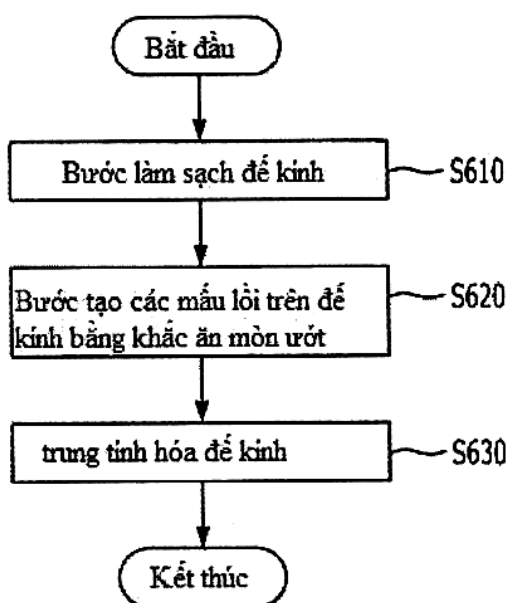 Bắt đầu
Bước làm sạch đế kính
S610
Bước tạo các mấu lồi trên đế
kính bằng khắc ăn mòn ướt
S620
trung tính hóa đế kính
S630
Kết thúc